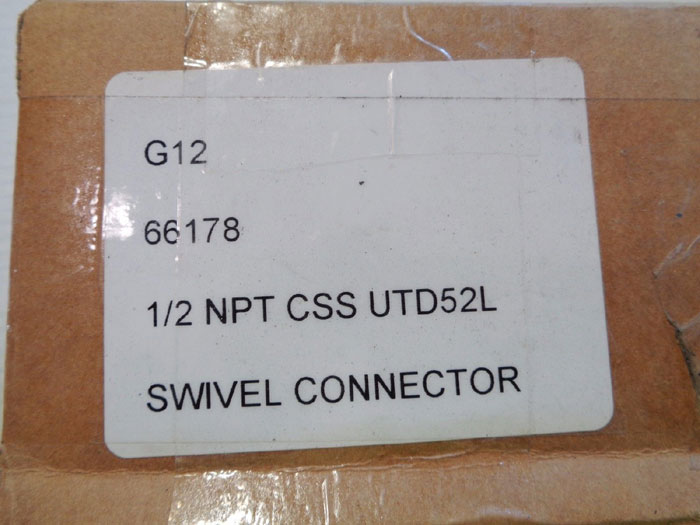 G12
66178
1/2 NPT CSS UTD52L
SWIVEL CONNECTOR